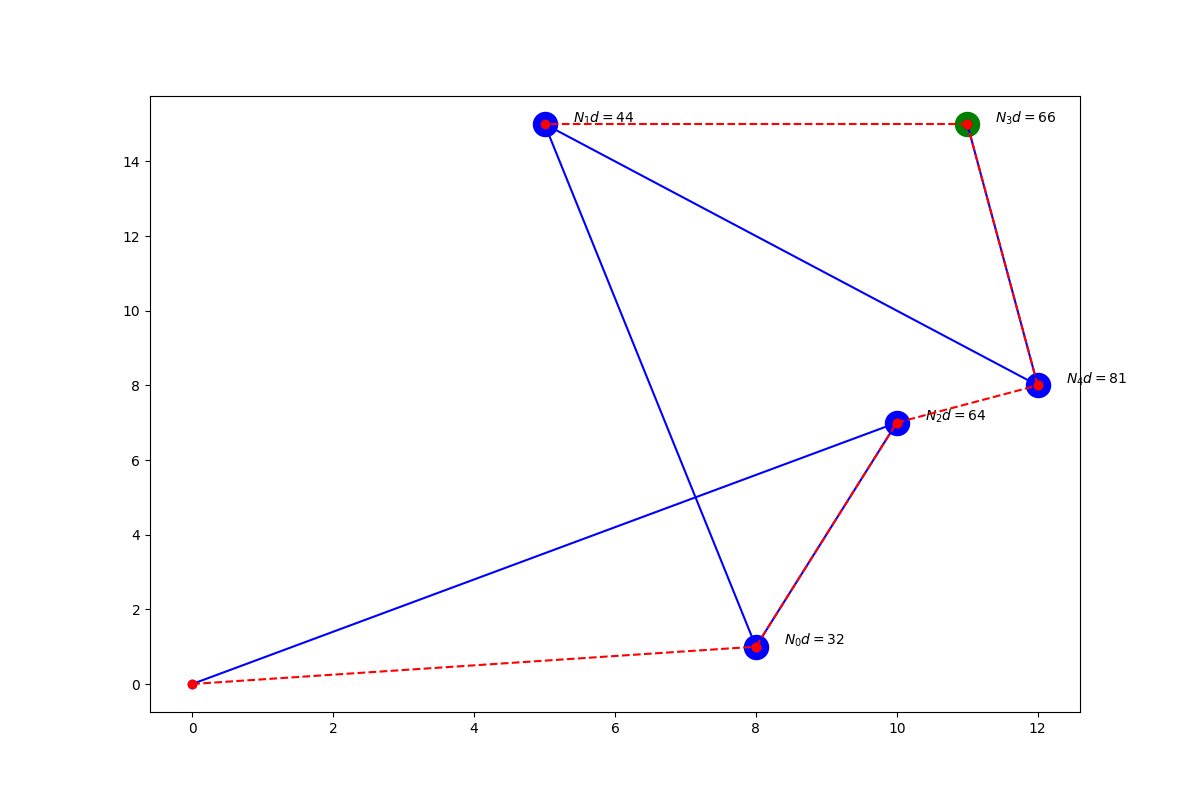 N₁d = 44
N₃d = 66
14
12
10
N₄d = 81
8
N₂d = 64
6
4
2
N₀d = 32
0
0 2 4 6 8 10 12